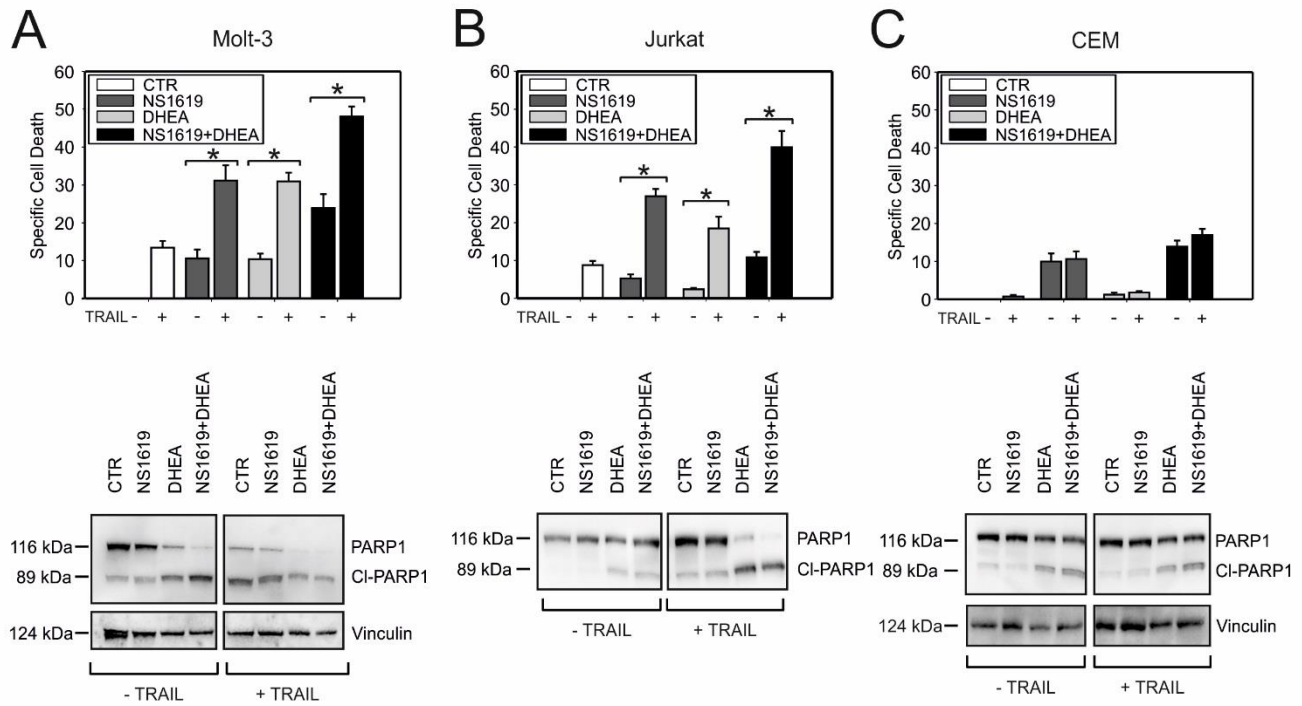 A
Molt-3
60
50
40
30
20
10
0
Specific Cell Death
CTR
NS1619
DHEA
NS1619+DHEA
*
*
*
TRAIL - + - + - + - +
CTR
NS1619
DHEA
NS1619+DHEA
CTR
NS1619
DHEA
NS1619+DHEA
116 kDa
PARP1
89 kDa
Cl-PARP1
124 kDa
Vinculin
- TRAIL
+ TRAIL
B
Jurkat
60
50
40
30
20
10
0
Specific Cell Death
CTR
NS1619
DHEA
NS1619+DHEA
*
*
*
TRAIL - + - + - + - +
CTR
NS1619
DHEA
NS1619+DHEA
CTR
NS1619
DHEA
NS1619+DHEA
116 kDa
PARP1
89 kDa
Cl-PARP1
- TRAIL
+ TRAIL
C
CEM
60
50
40
30
20
10
0
Specific Cell Death
CTR
NS1619
DHEA
NS1619+DHEA
TRAIL - + - + - + - +
CTR
NS1619
DHEA
NS1619+DHEA
CTR
NS1619
DHEA
NS1619+DHEA
116 kDa
PARP1
89 kDa
Cl-PARP1
124 kDa
Vinculin
- TRAIL
+ TRAIL